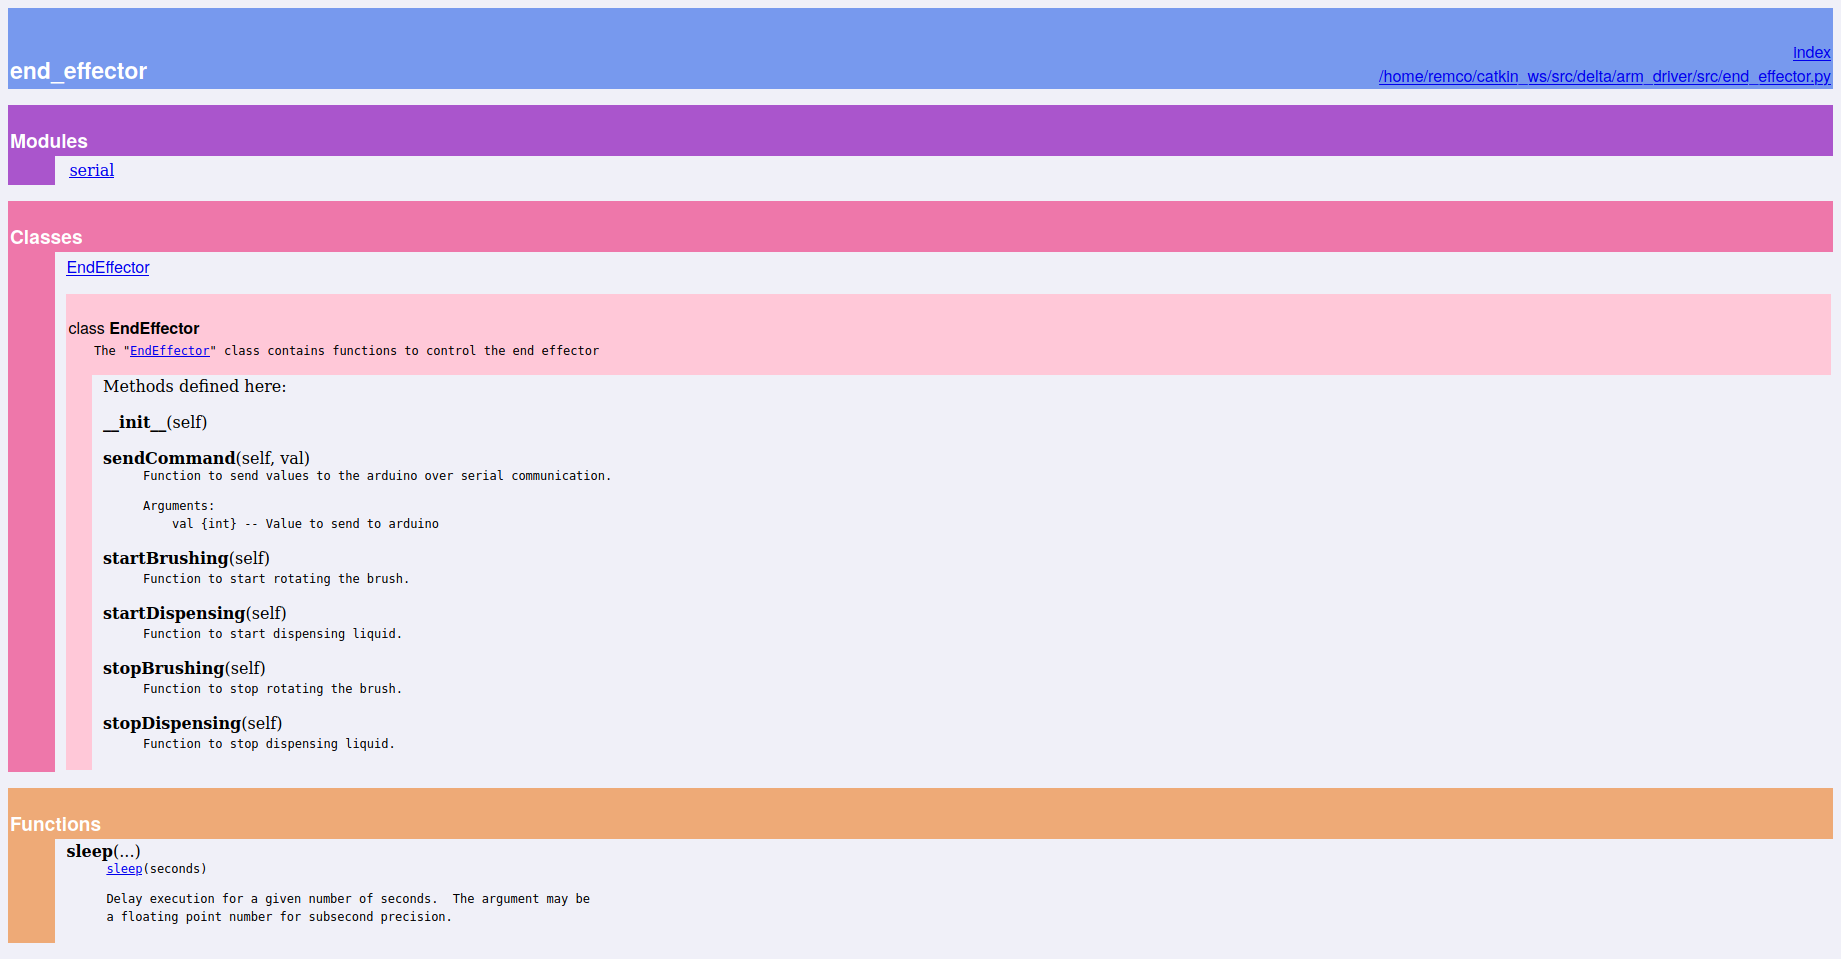 end_effector
index
/home/remco/catkin_ws/src/delta/arm_driver/src/end_effector.py
Modules
serial
Classes
EndEffector
class EndEffector
The "EndEffector" class contains functions to control the end effector
Methods defined here:
__init__(self)
sendCommand(self, val)
Function to send values to the arduino over serial communication.
Arguments:
val {int} -- Value to send to arduino
startBrushing(self)
Function to start rotating the brush.
startDispensing(self)
Function to start dispensing liquid.
stopBrushing(self)
Function to stop rotating the brush.
stopDispensing(self)
Function to stop dispensing liquid.
Functions
sleep(...)
sleep(seconds)
Delay execution for a given number of seconds.  The argument may be
a floating point number for subsecond precision.